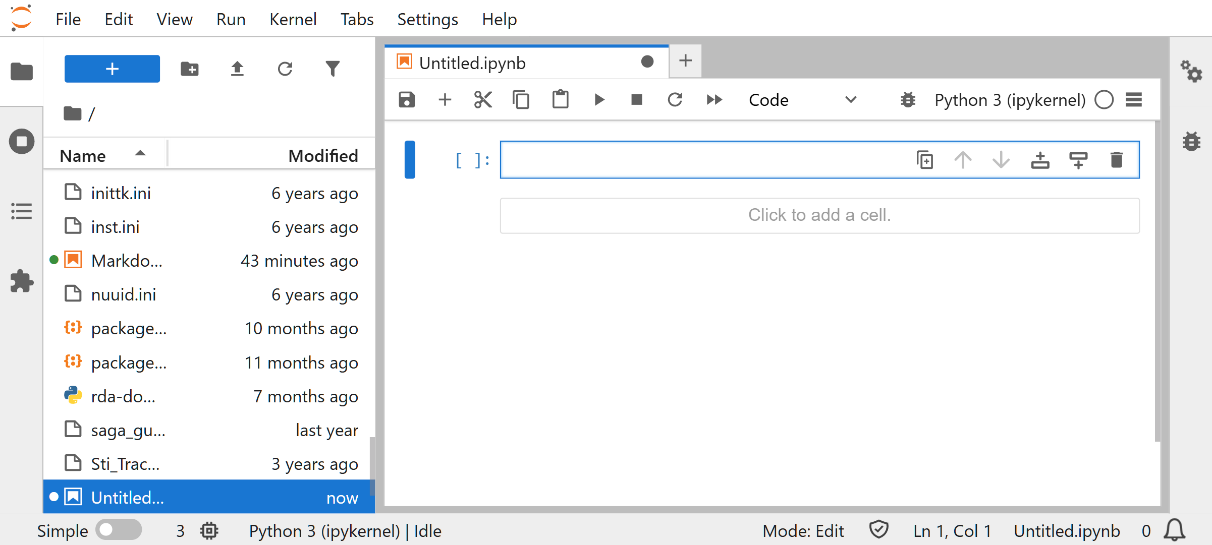 File Edit View Run Kernel Tabs Settings Help
Untitled.ipynb
Code Python 3 (ipykernel)
/
Name Modified
[ ]:
inittk.ini 6 years ago
inst.ini 6 years ago
Click to add a cell.
Markdo... 43 minutes ago
nuuid.ini 6 years ago
package... 10 months ago
package... 11 months ago
rda-do... 7 months ago
saga_gu... last year
Sti_Trac... 3 years ago
Untitled... now
Simple 3 Python 3 (ipykernel) | Idle Mode: Edit Ln 1, Col 1 Untitled.ipynb 0